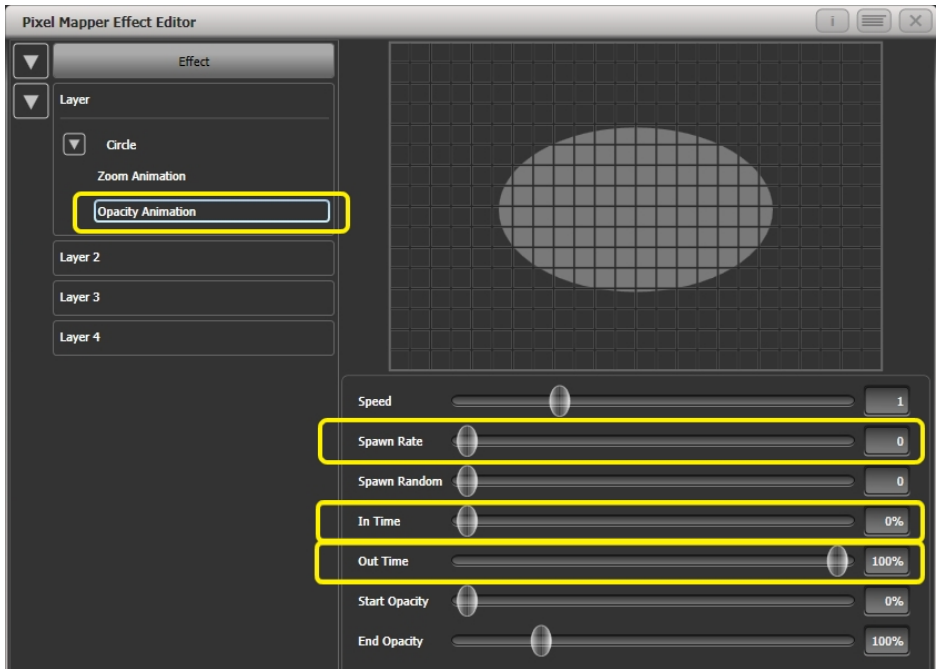 Pixel Mapper Effect Editor
i
Effect
Layer
Circle
Zoom Animation
Opacity Animation
Layer 2
Layer 3
Layer 4
Speed 1
Spawn Rate 0
Spawn Random 0
In Time 0%
Out Time 100%
Start Opacity 0%
End Opacity 100%